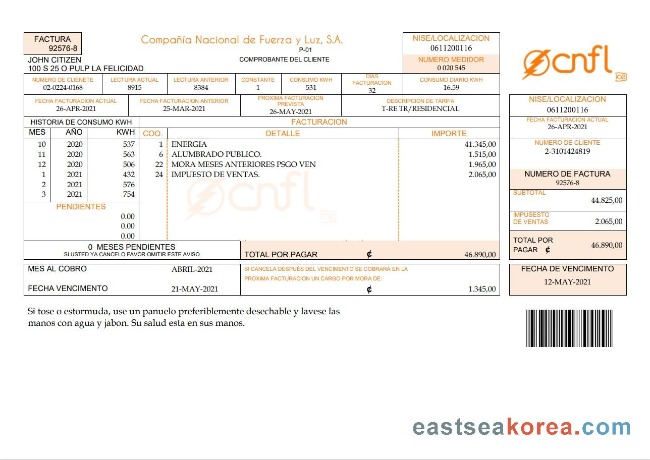 FACTURA
92576-8
Compañía Nacional de Fuerza y Luz, S.A.
P-01
COMPROBANTE DEL CLIENTE
NISE/LOCALIZACION
0611200116
JOHN CITIZEN
100 S 25 O PULP LA FELICIDAD
NUMERO MEDIDOR
0 020 545
NUMERO DE CLIENETE
02-0224-0168
LECTURA ACTUAL
8915
LECTURA ANTERIOR
8384
CONSTANTE
1
CONSUMO KWH
531
DIAS FACTURACION
32
CONSUMO DIARIO KWH
16.59
FECHA FACTURACION ACTUAL
26-APR-2021
FECHA FACTURACION ANTERIOR
25-MAR-2021
PROXIMA FACTURACION PREVISTA
26-MAY-2021
DESCRIPCION DE TARIFA
T-RE TR/RESIDENCIAL
HISTORIA DE CONSUMO KWH
FACTURACION
MES AÑO KWH COO. DETALLE IMPORTE
10 2020 537 1 ENERGIA 41.345,00
11 2020 563 6 ALUMBRADO PUBLICO. 1.515,00
12 2020 506 22 MORA MESES ANTERIORES PSGO VEN 1.965,00
1 2021 432 24 IMPUESTO DE VENTAS. 2.065,00
2 2021 576
3 2021 754
cnfl
PENDIENTES
0.00
0.00
0.00
0 MESES PENDIENTES
SI USTED YA CANCELO FAVOR OMITIR ESTE AVISO
TOTAL POR PAGAR ₡ 46.890,00
MES AL COBRO ABRIL-2021
FECHA VENCIMIENTO 21-MAY-2021
-SI CANCELA DESPUÉS DEL VENCIMIENTO SE COBRARÁ EN LA
PROXIMA FACTURACION UN CARGO POR MORA DE:
₡ 1.345,00
Si tose o estormuda, use un panuelo preferiblemente desechable y lavese las
manos con agua y jabon. Su salud esta en sus manos.
cnfl
NISE/LOCALIZACION
0611200116
FECHA FACTURACION ACTUAL
26-APR-2021
NUMERO DE CLIENTE
2-3101424819
NUMERO DE FACTURA
92576-8
SUBTOTAL
44.825,00
IMPUESTO
DE VENTAS 2.065,00
TOTAL POR
PAGAR ₡ 46.890,00
FECHA DE VENCIMIENTO
12-MAY-2021
eastseakorea.com